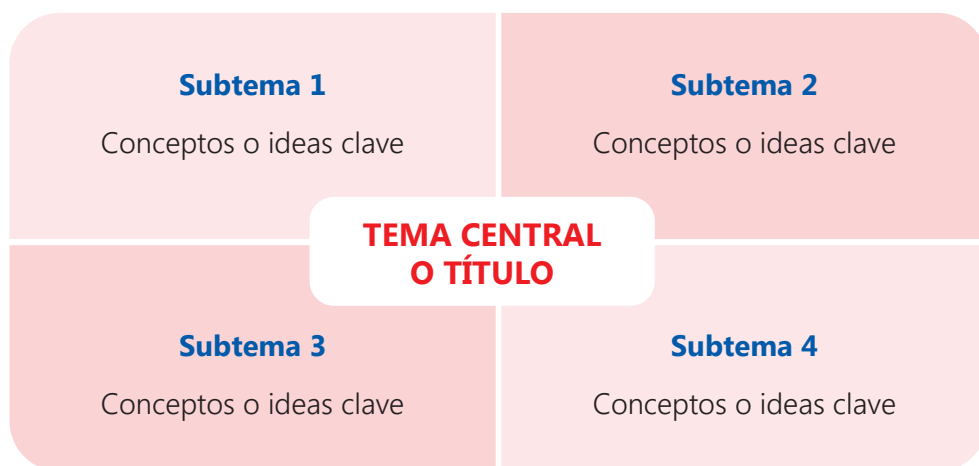 Subtema 1
Conceptos o ideas clave
Subtema 2
Conceptos o ideas clave
TEMA CENTRAL
O TÍTULO
Subtema 3
Conceptos o ideas clave
Subtema 4
Conceptos o ideas clave